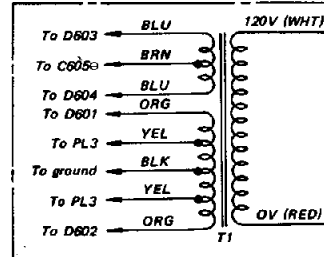 BLU
120V (WHT)
To D603
BRN
To C605⊖
BLU
To D604
ORG
To D601
YEL
To PL3
BLK
To ground
YEL
To PL3
ORG
0V (RED)
To D602
T1